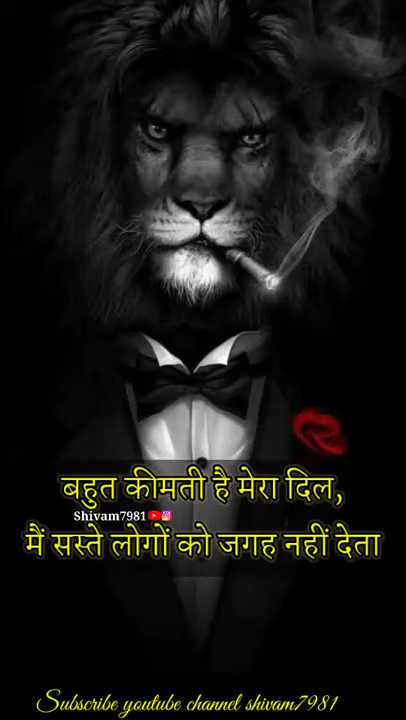 बहुत कीमती है मेरा दिल,
Shivam7981
मैं सस्ते लोगों को जगह नहीं देता
Subscribe youtube channel shivam7981